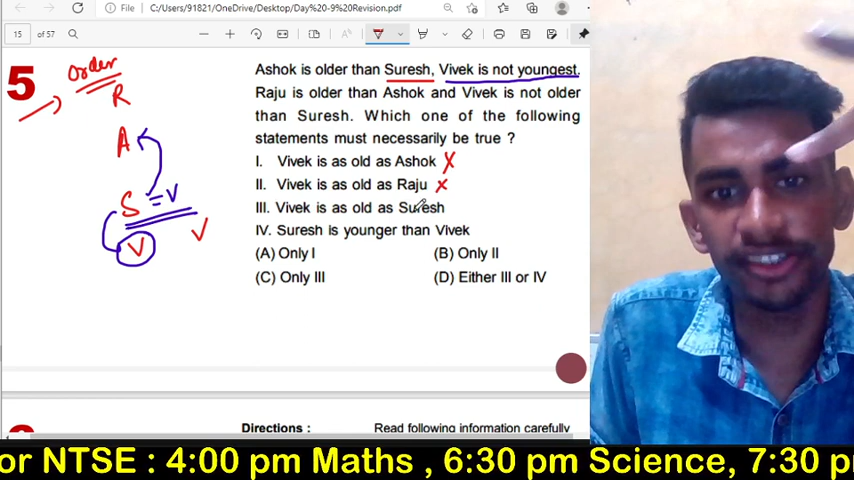 C:/Users/91821/OneDrive/Desktop/Day%20-9%20Revision.pdf
15 of 57
5
Order
R
A
S = V
V
V
Ashok is older than Suresh, Vivek is not youngest.
Raju is older than Ashok and Vivek is not older
than Suresh. Which one of the following
statements must necessarily be true ?
I. Vivek is as old as Ashok X
II. Vivek is as old as Raju x
III. Vivek is as old as Suresh
IV. Suresh is younger than Vivek
(A) Only I (B) Only II
(C) Only III (D) Either III or IV
Directions : Read following information carefully
or NTSE : 4:00 pm Maths , 6:30 pm Science, 7:30 p